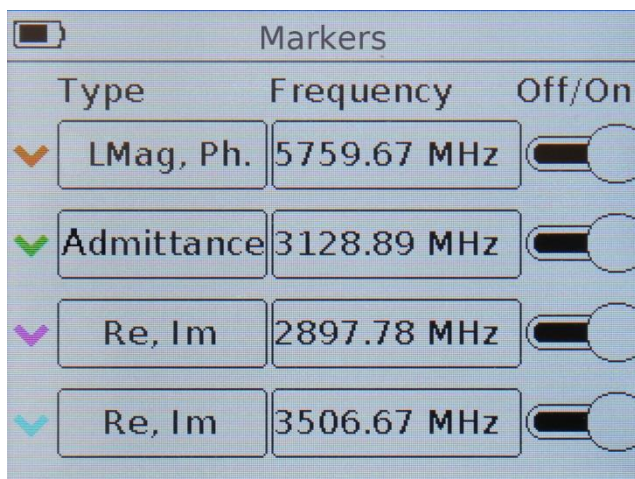 Markers
Type Frequency Off/On
LMag, Ph. 5759.67 MHz
Admittance 3128.89 MHz
Re, Im 2897.78 MHz
Re, Im 3506.67 MHz